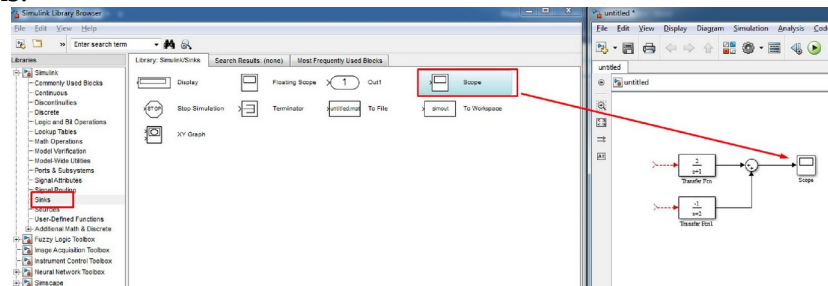 Simulink Library Browser
File Edit View Help
» Enter search term
Libraries
Simulink
Commonly Used Blocks
Continuous
Discontinuities
Discrete
Logic and Bit Operations
Lookup Tables
Math Operations
Model Verification
Model-Wide Utilities
Ports & Subsystems
Signal Attributes
Signal Routing
Sinks
Sources
User-Defined Functions
Additional Math & Discrete
Fuzzy Logic Toolbox
Image Acquisition Toolbox
Instrument Control Toolbox
Neural Network Toolbox
Simscape
Library: Simulink/Sinks Search Results: (none) Most Frequently Used Blocks
Display Floating Scope 1 Out1 Scope
STOP Stop Simulation Terminator untitled.mat To File simout To Workspace
XY Graph
untitled *
File Edit View Display Diagram Simulation Analysis Code
untitled
untitled
2
s+1
Transfer Fcn
Scope
-1
s+2
Transfer Fcn1